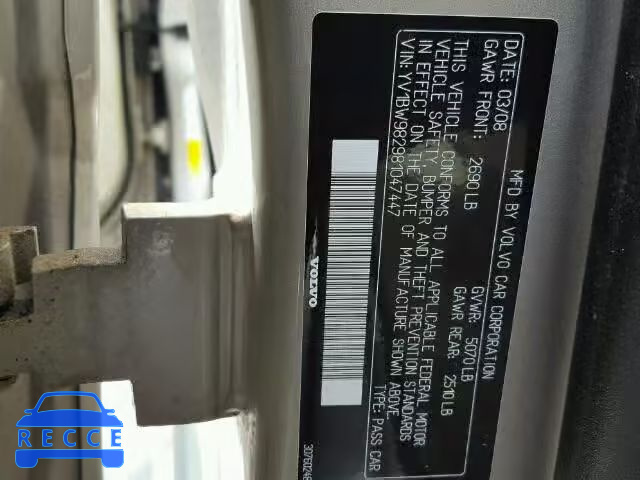 DATE: 03/08 MFD BY VOLVO CAR CORPORATION
GVWR: 5070LB
GAWR FRONT: 2690LB GAWR REAR: 2510LB
THIS VEHICLE CONFORMS TO ALL APPLICABLE FEDERAL MOTOR
VEHICLE SAFETY, BUMPER AND THEFT PREVENTION STANDARDS
IN EFFECT ON THE DATE OF MANUFACTURE SHOWN ABOVE.
VIN: YV1BW982981047447 TYPE: PASS CAR
VOLVO
RECCE